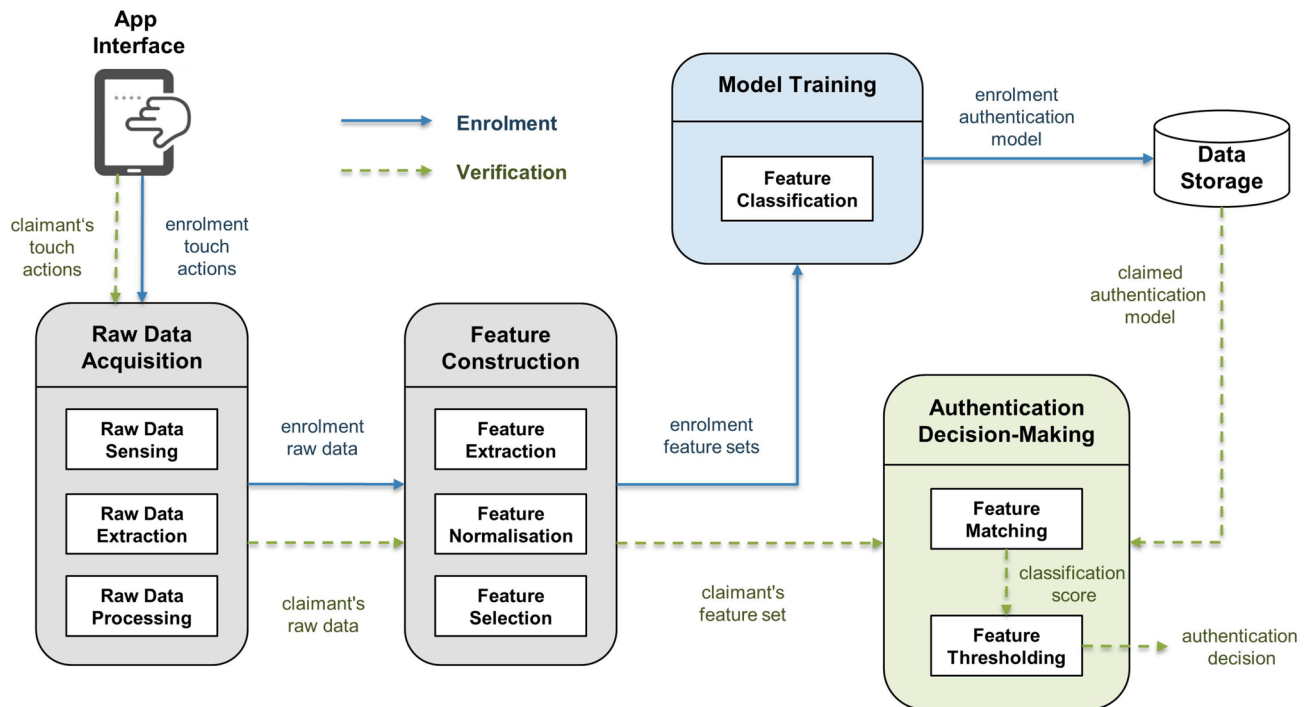 App
Interface
Enrolment
Verification
claimant's
touch
actions
enrolment
touch
actions
Model Training
Feature
Classification
enrolment
authentication
model
Data
Storage
claimed
authentication
model
Raw Data
Acquisition
Raw Data
Sensing
Raw Data
Extraction
Raw Data
Processing
enrolment
raw data
claimant's
raw data
Feature
Construction
Feature
Extraction
Feature
Normalisation
Feature
Selection
enrolment
feature sets
claimant's
feature set
Authentication
Decision-Making
Feature
Matching
classification
score
Feature
Thresholding
authentication
decision